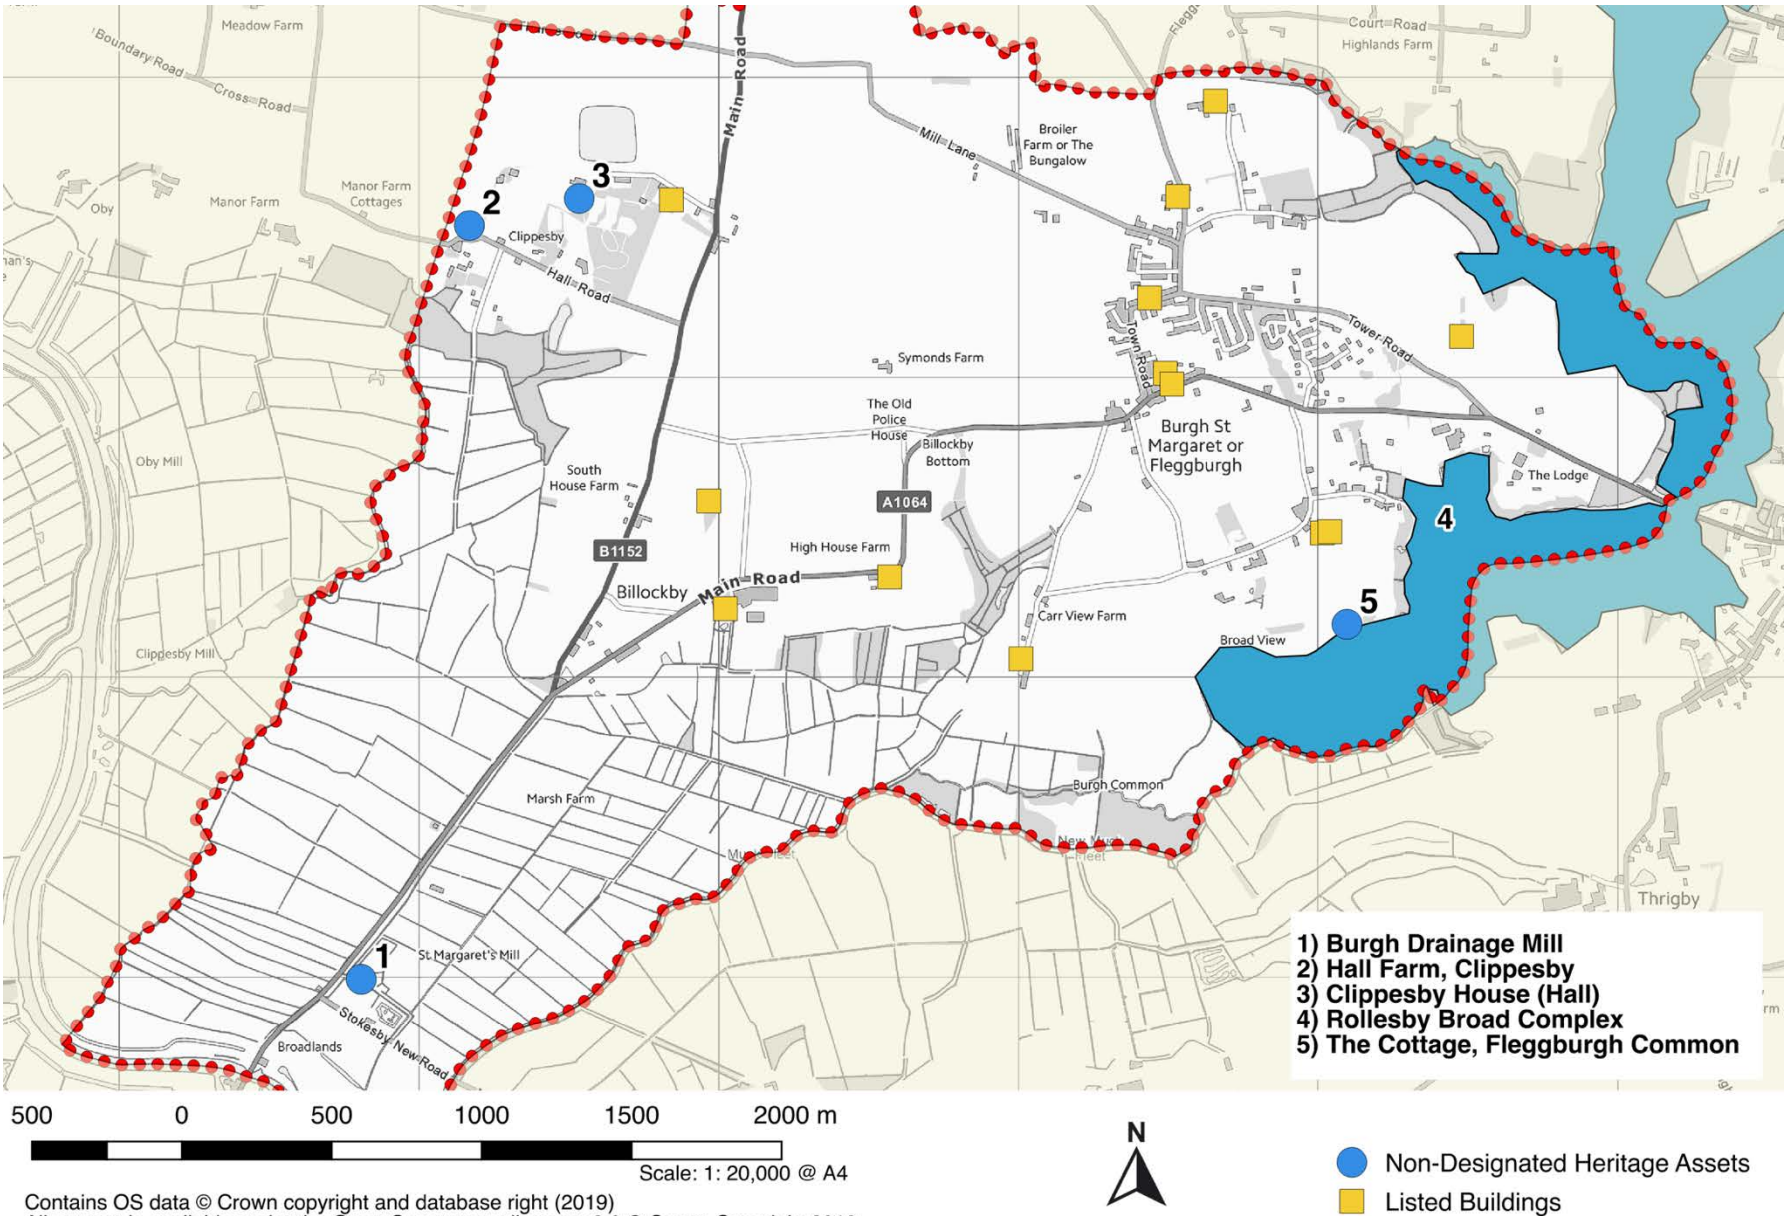 Meadow Farm
Boundary Road
Cross Road
Court Road
Highlands Farm
Main Road
Mill Lane
Broiler
Farm or The
Bungalow
Manor Farm
Cottages
Manor Farm
Oby
2
3
Clippesby
Hall Road
Symonds Farm
Town Road
Tower Road
The Old
Police
House
Billockby
Bottom
Burgh St
Margaret or
Fleggburgh
Oby Mill
South
House Farm
The Lodge
A1064
4
B1152
High House Farm
Billockby
Main Road
5
Carr View Farm
Broad View
Clippesby Mill
Burgh Common
Marsh Farm
Thrigby
1
St Margaret's Mill
Stokesby New Road
Broadlands
1) Burgh Drainage Mill
2) Hall Farm, Clippesby
3) Clippesby House (Hall)
4) Rollesby Broad Complex
5) The Cottage, Fleggburgh Common
500 0 500 1000 1500 2000 m
Scale: 1: 20,000 @ A4
N
Non-Designated Heritage Assets
Listed Buildings
Contains OS data © Crown copyright and database right (2019)